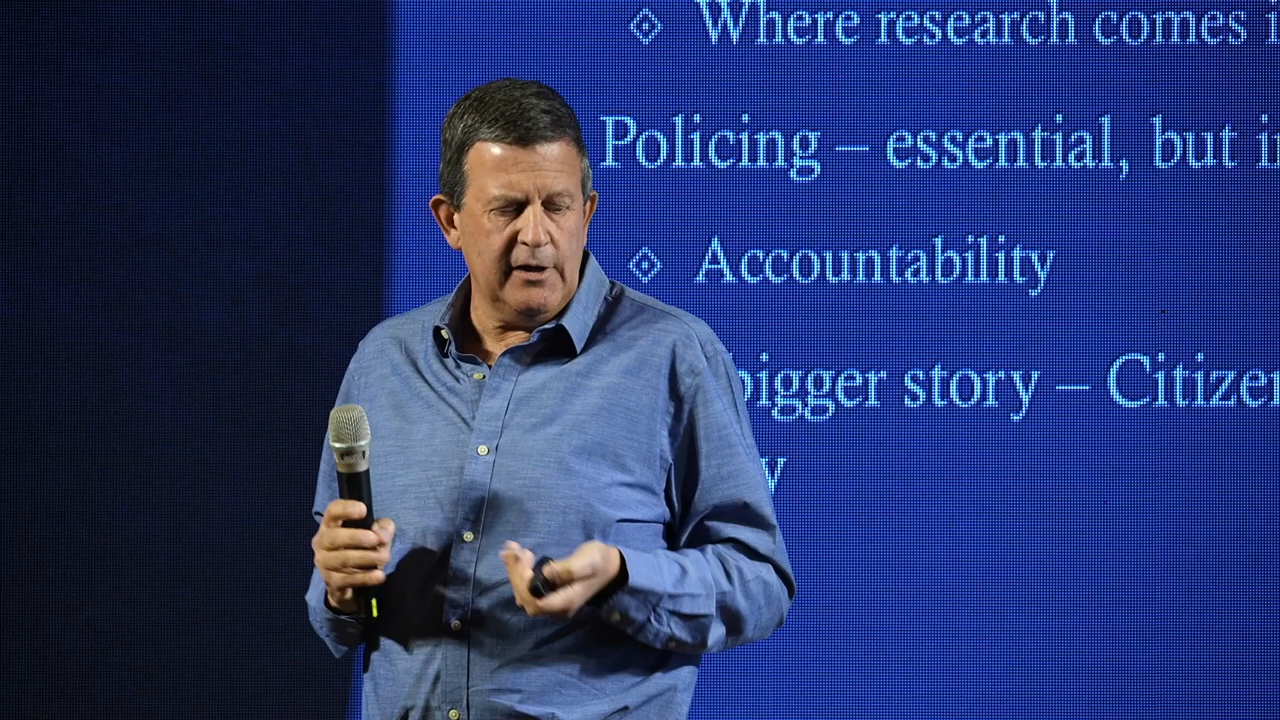 Where research comes
Policing – essential, but
Accountability
bigger story – Citizen